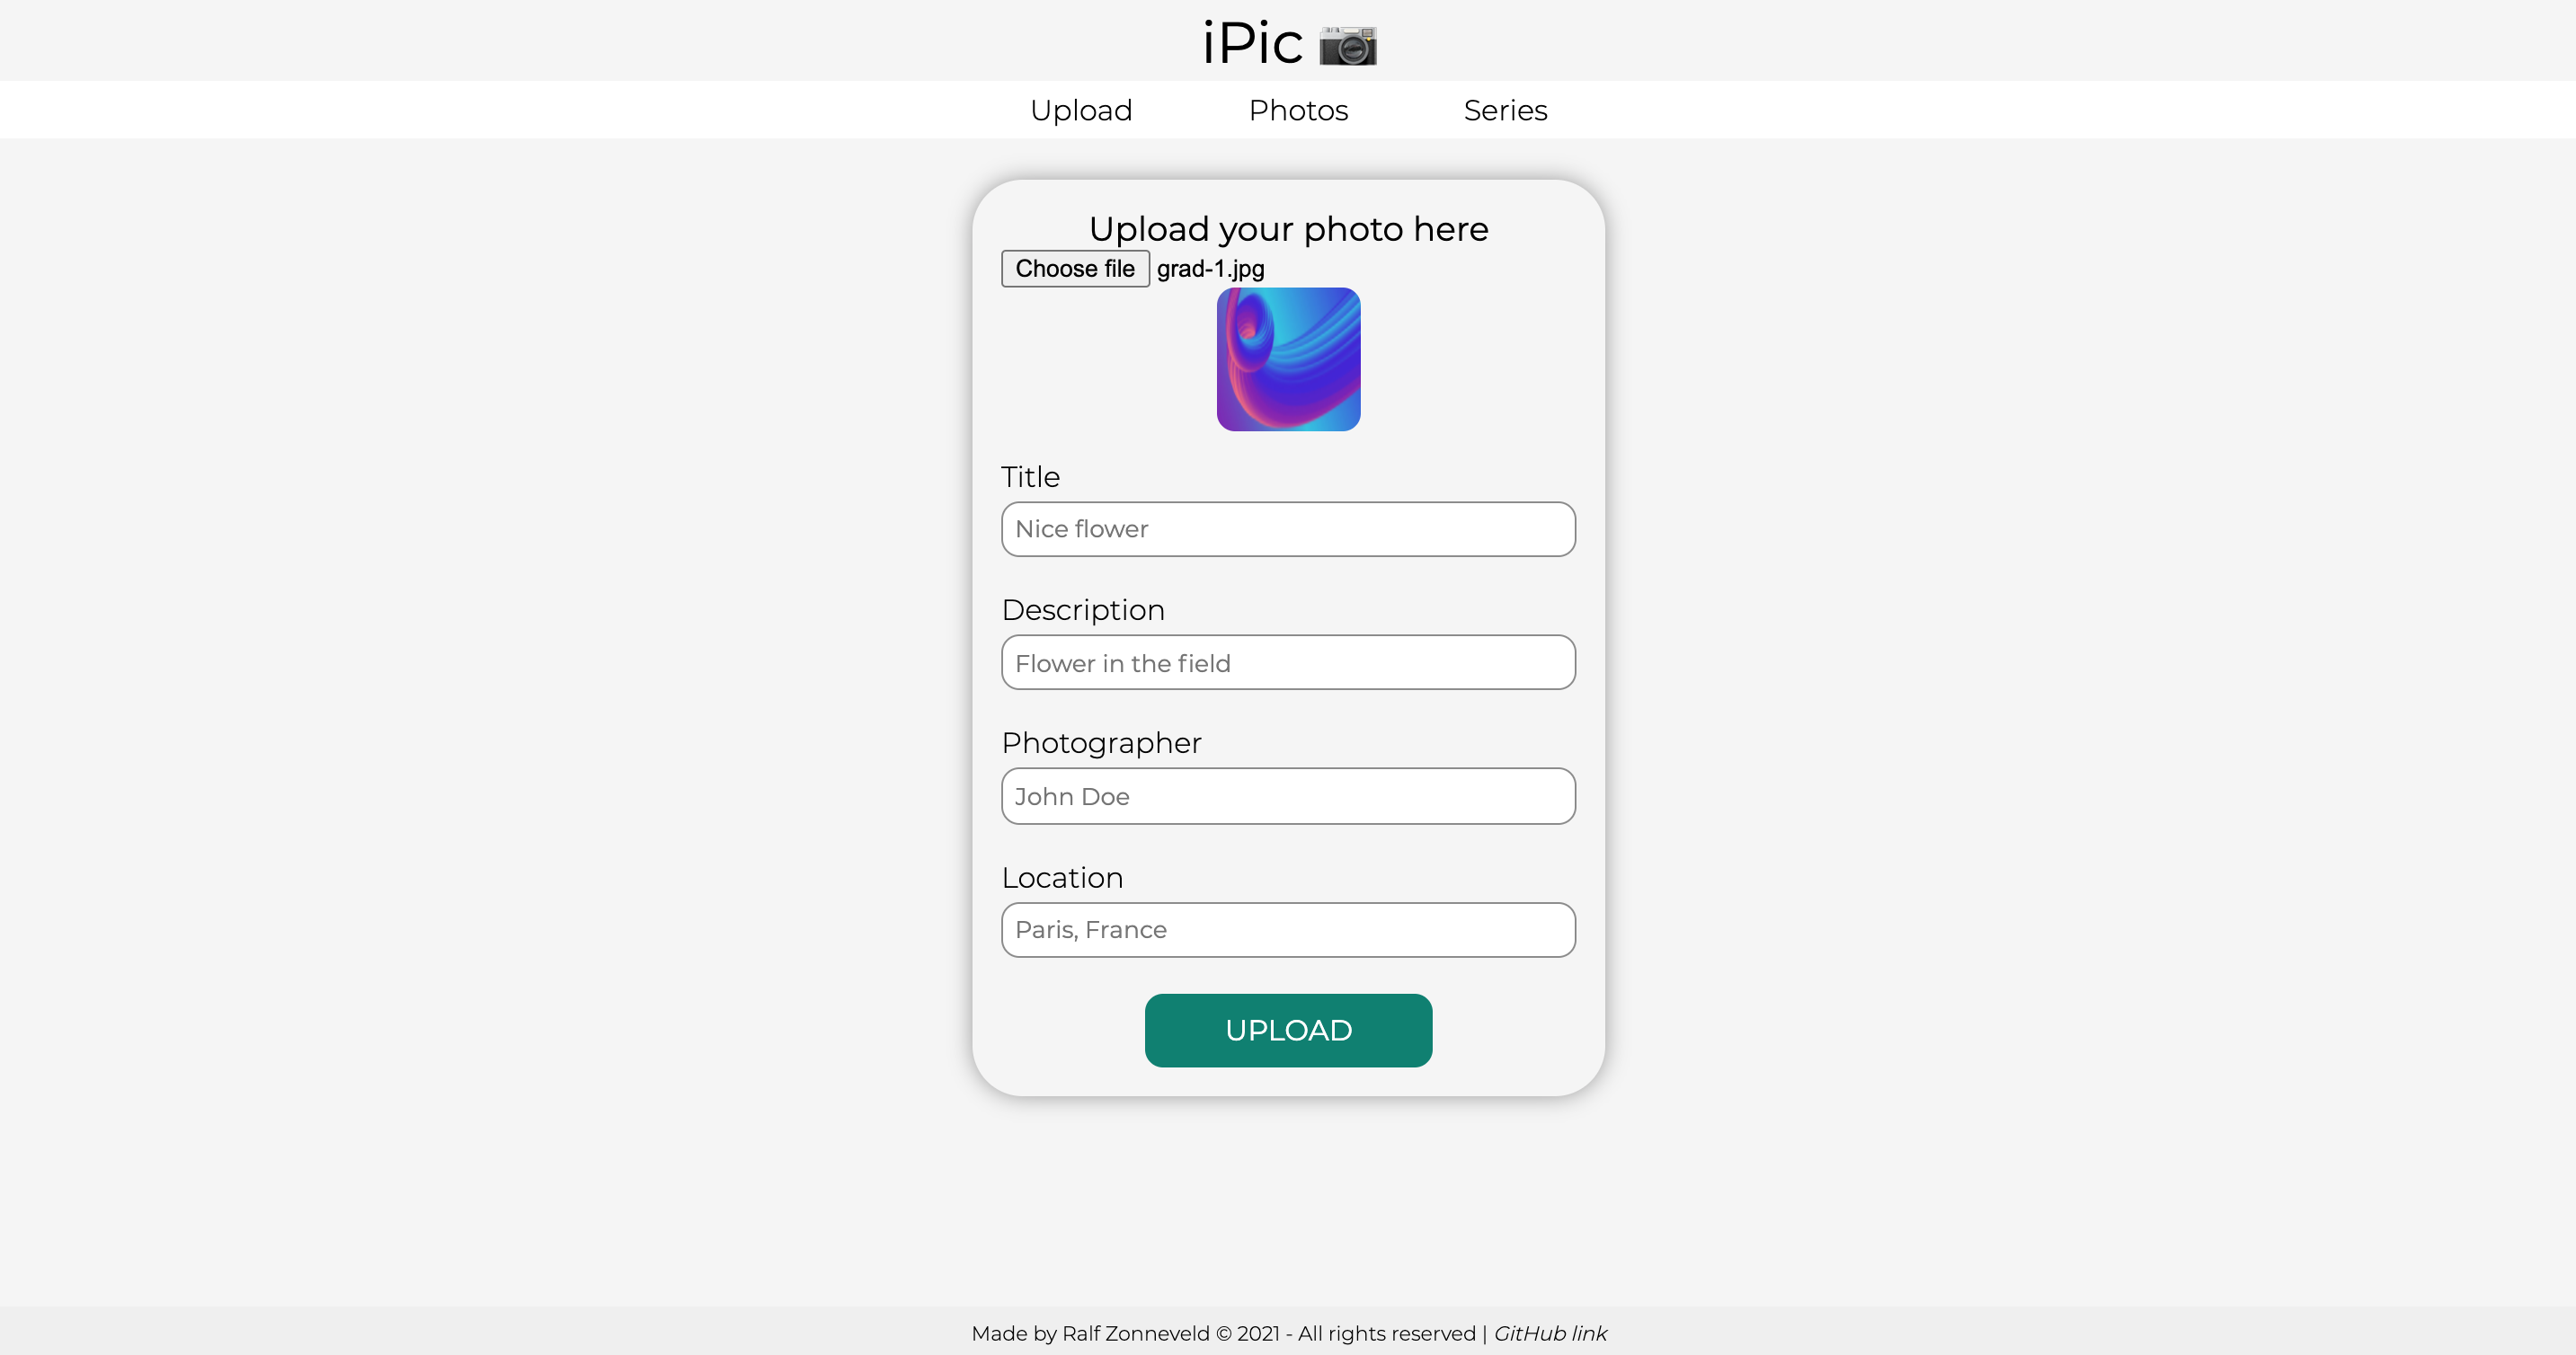 iPic
Upload Photos Series
Upload your photo here
Choose file grad-1.jpg
Title
Nice flower
Description
Flower in the field
Photographer
John Doe
Location
Paris, France
UPLOAD
Made by Ralf Zonneveld © 2021 - All rights reserved | GitHub link